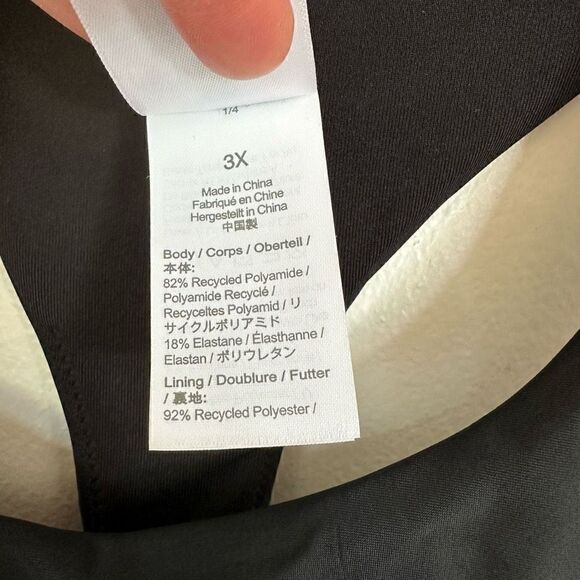 1/4
3X
Made in China
Fabriqué en Chine
Hergestellt in China
中国製
Body / Corps / Oberteil /
本体:
82% Recycled Polyamide /
Polyamide Recyclé /
Recyceltes Polymid / リ
サイクルポリアミド
18% Elastane / Élasthanne /
Elastan / ポリウレタン
Lining / Doublure / Futter
/ 裏地:
92% Recycled Polyester /